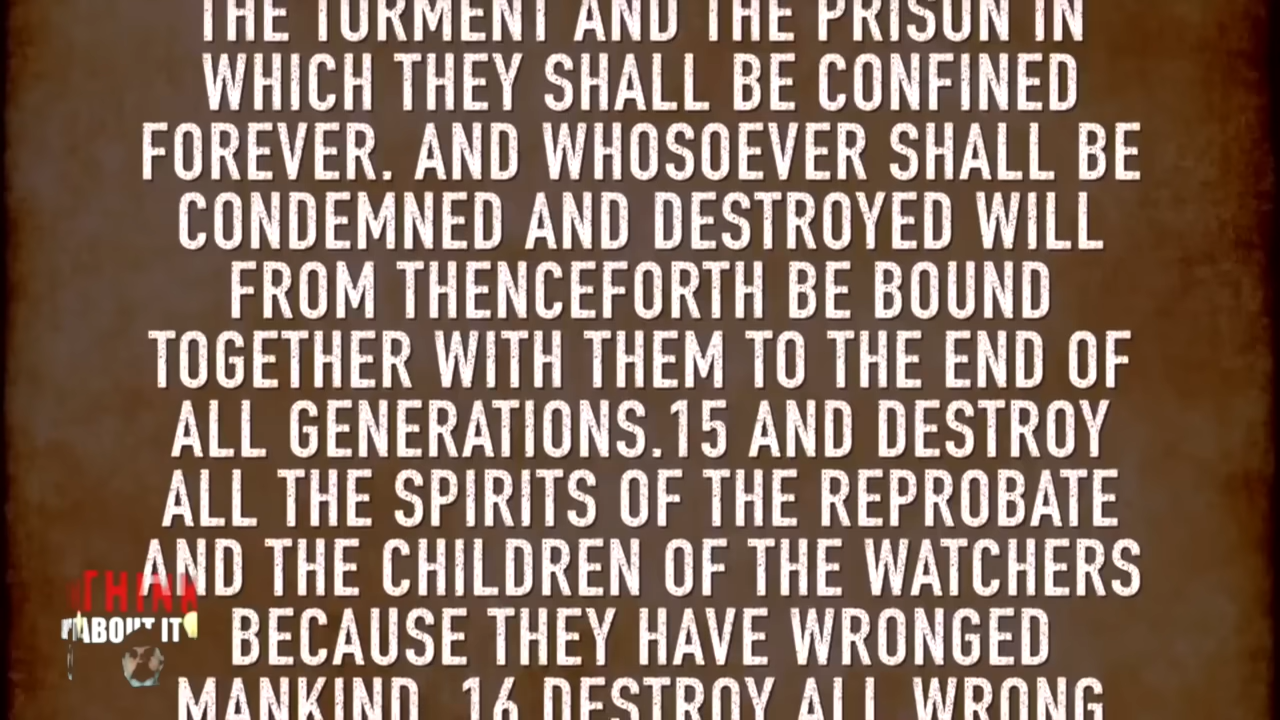 THE TORMENT AND THE PRISON IN
WHICH THEY SHALL BE CONFINED
FOREVER. AND WHOSOEVER SHALL BE
CONDEMNED AND DESTROYED WILL
FROM THENCEFORTH BE BOUND
TOGETHER WITH THEM TO THE END OF
ALL GENERATIONS.15 AND DESTROY
ALL THE SPIRITS OF THE REPROBATE
AND THE CHILDREN OF THE WATCHERS
BECAUSE THEY HAVE WRONGED
MANKIND. 16 DESTROY ALL WRONG
THINK
ABOUT IT